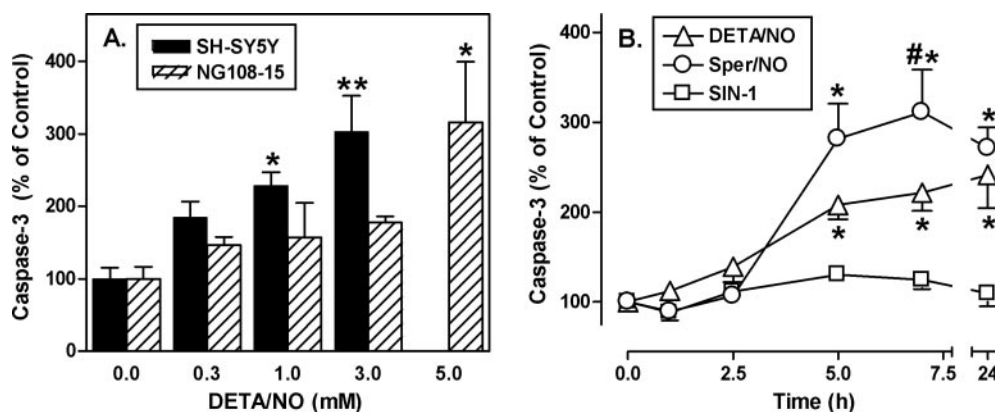 A.
SH-SY5Y
NG108-15
Caspase-3 (% of Control)
400
300
200
100
0
*
**
*
0.0 0.3 1.0 3.0 5.0
DETA/NO (mM)
B.
DETA/NO
Sper/NO
SIN-1
Caspase-3 (% of Control)
400
300
200
100
*
#*
*
*
*
*
0.0 2.5 5.0 7.5 24
Time (h)